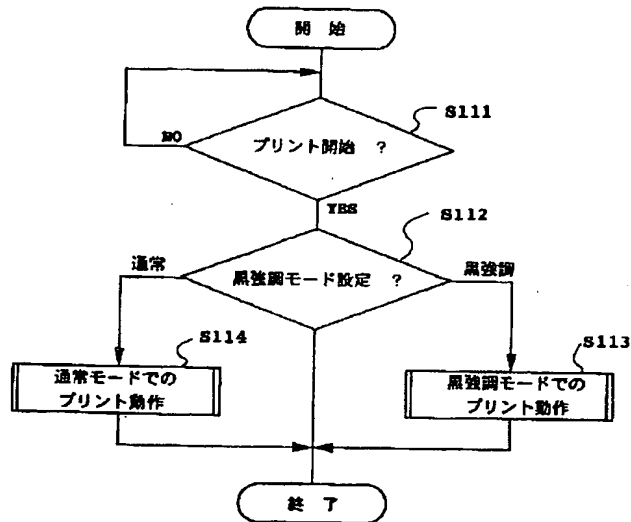 開 始
S111
NO
プリント開始 ?
YES
S112
通常
黒強調モード設定 ?
黒強調
S114
通常モードでの
プリント動作
S113
黒強調モードでの
プリント動作
終 了